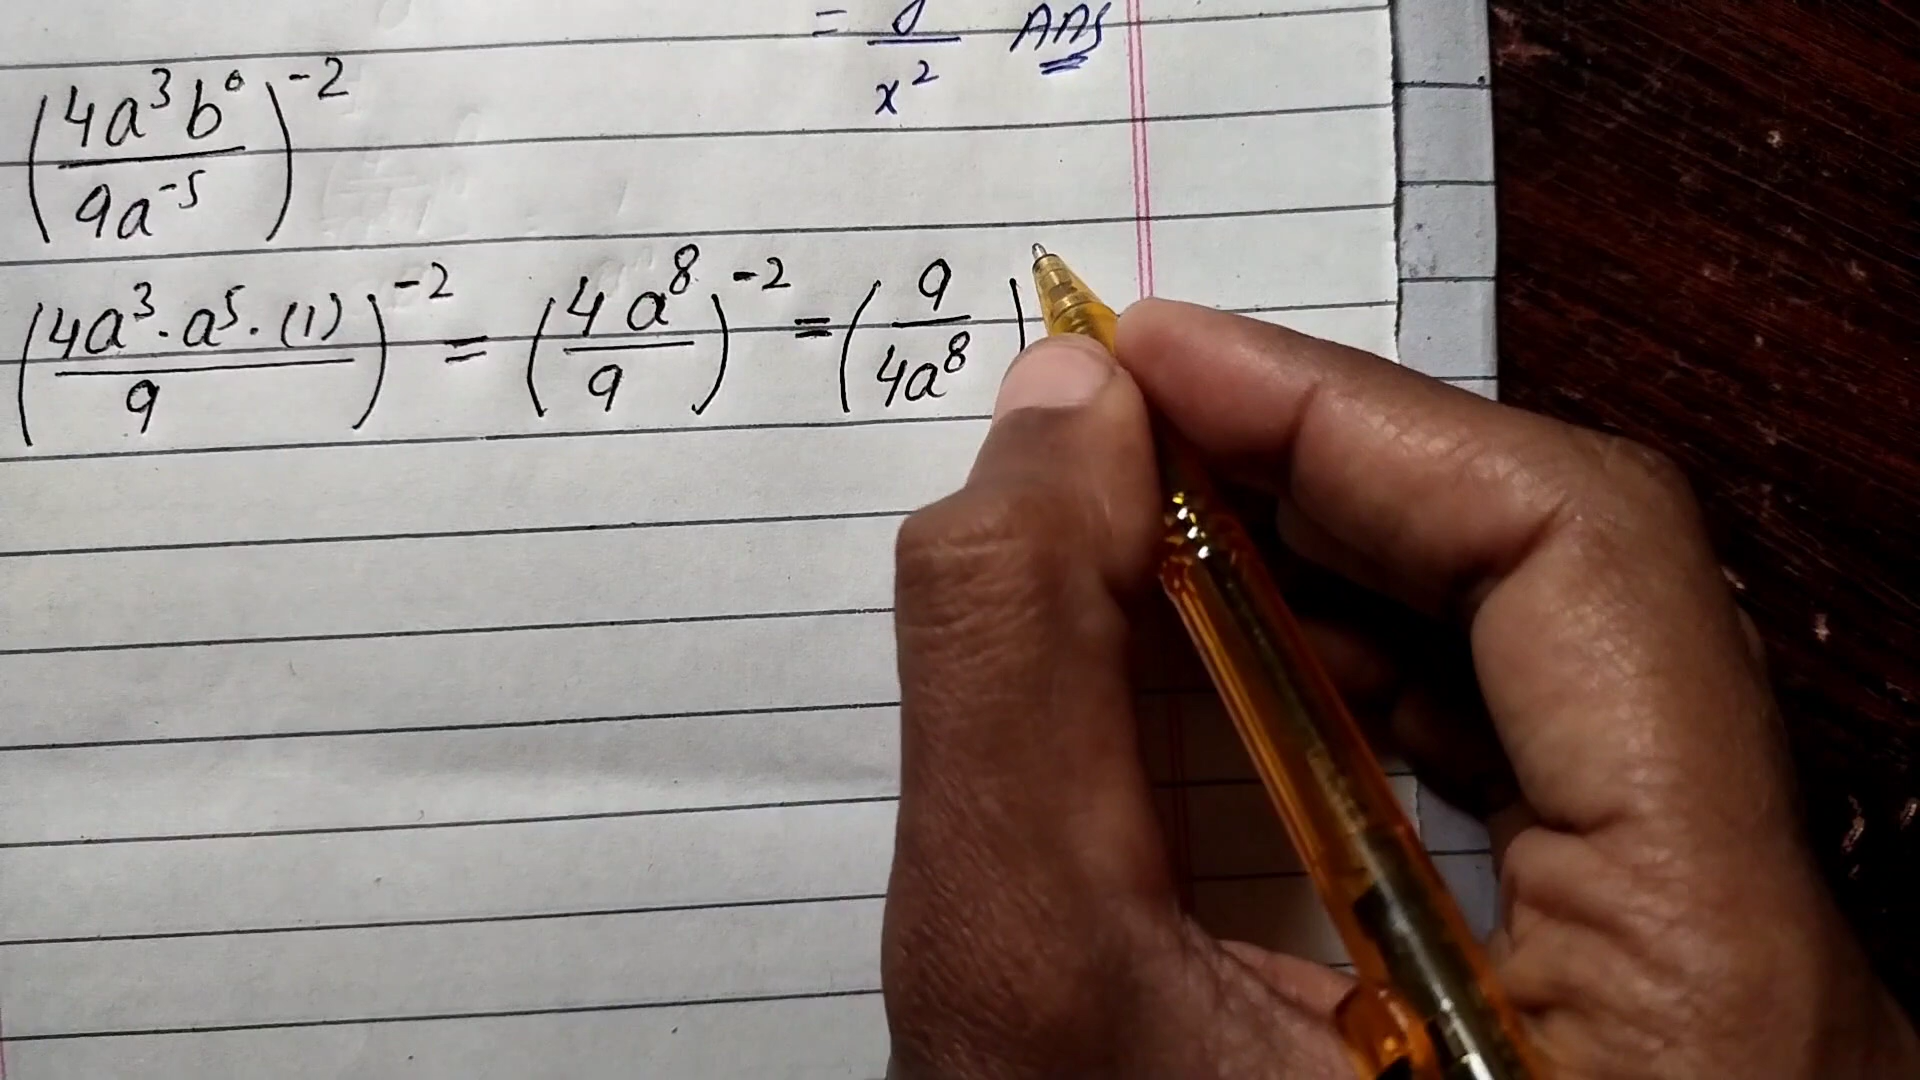 = / x² Ans
(4a³b⁰ / 9a⁻⁵)⁻²
(4a³·a⁵·(1) / 9)⁻² = (4a⁸ / 9)⁻² = (9 / 4a⁸)